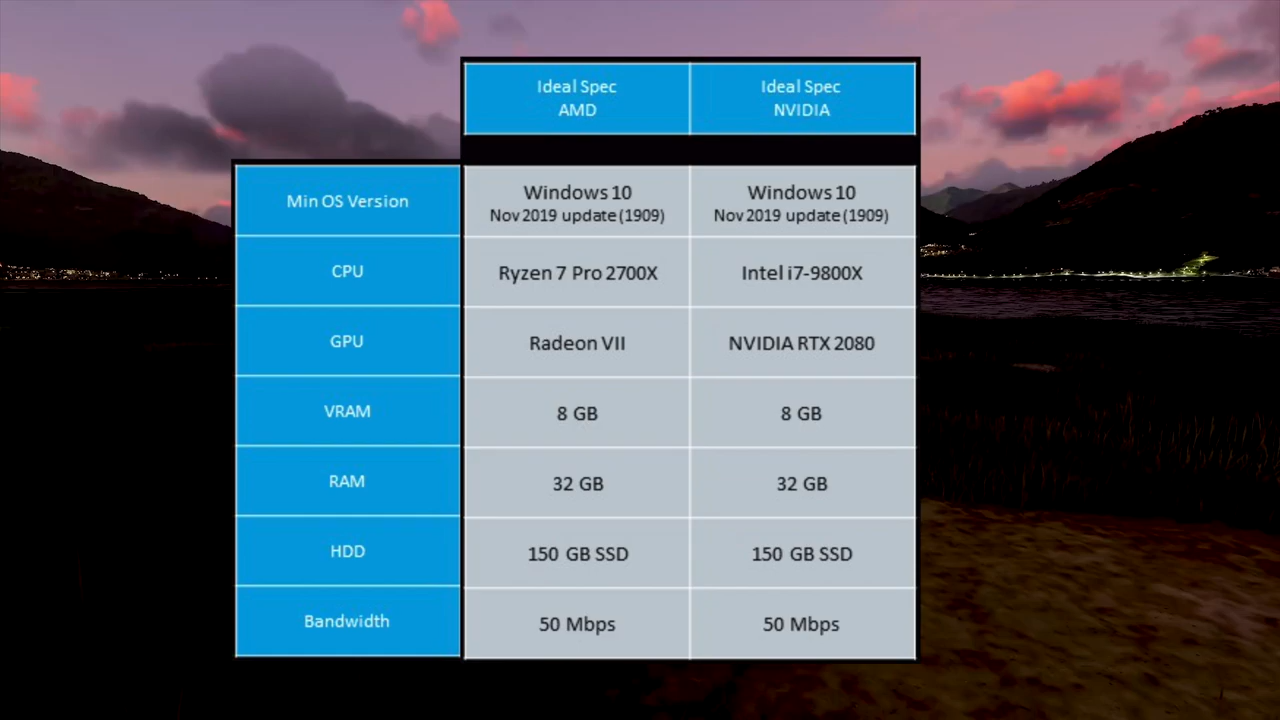 Ideal Spec
AMD
Ideal Spec
NVIDIA
Min OS Version
Windows 10
Nov 2019 update (1909)
Windows 10
Nov 2019 update (1909)
CPU
Ryzen 7 Pro 2700X
Intel i7-9800X
GPU
Radeon VII
NVIDIA RTX 2080
VRAM
8 GB
8 GB
RAM
32 GB
32 GB
HDD
150 GB SSD
150 GB SSD
Bandwidth
50 Mbps
50 Mbps